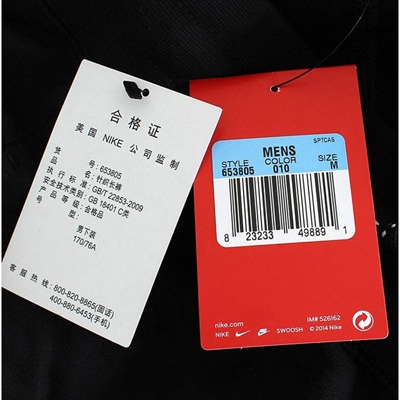 合格证
美国 NIKE 公司监制
货号: 653805
品名: 针织长裤
执行标准: GB/T 22853-2009
安全技术类别: GB 18401 C类
产品等级: 合格品
型:
男下装
170/76A
客服热线: 600-820-8865(固话)
400-880-6453(手机)
SPTCAS
MENS
STYLE COLOR SIZE
653805 010 M
8 23233 49889 1
nike.com IM# 526162
NIKE SWOOSH © 2014 Nike